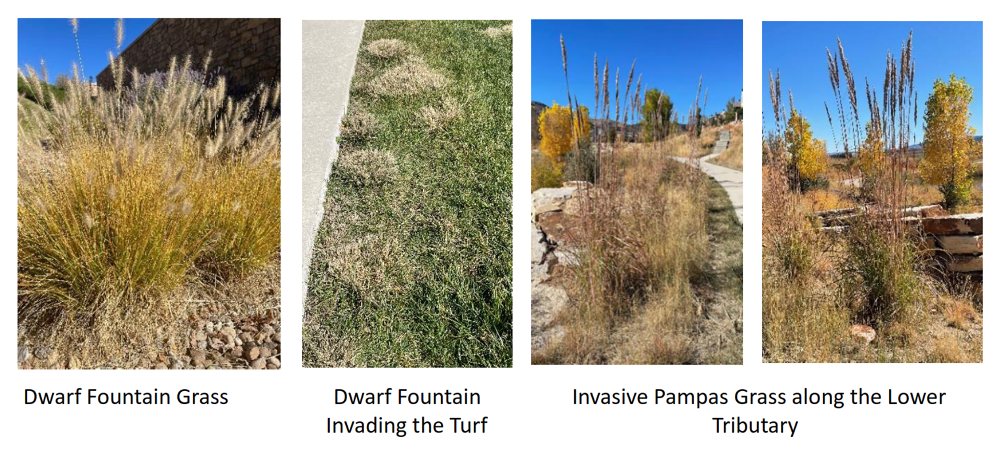 Dwarf Fountain Grass
Dwarf Fountain
Invading the Turf
Invasive Pampas Grass along the Lower
Tributary